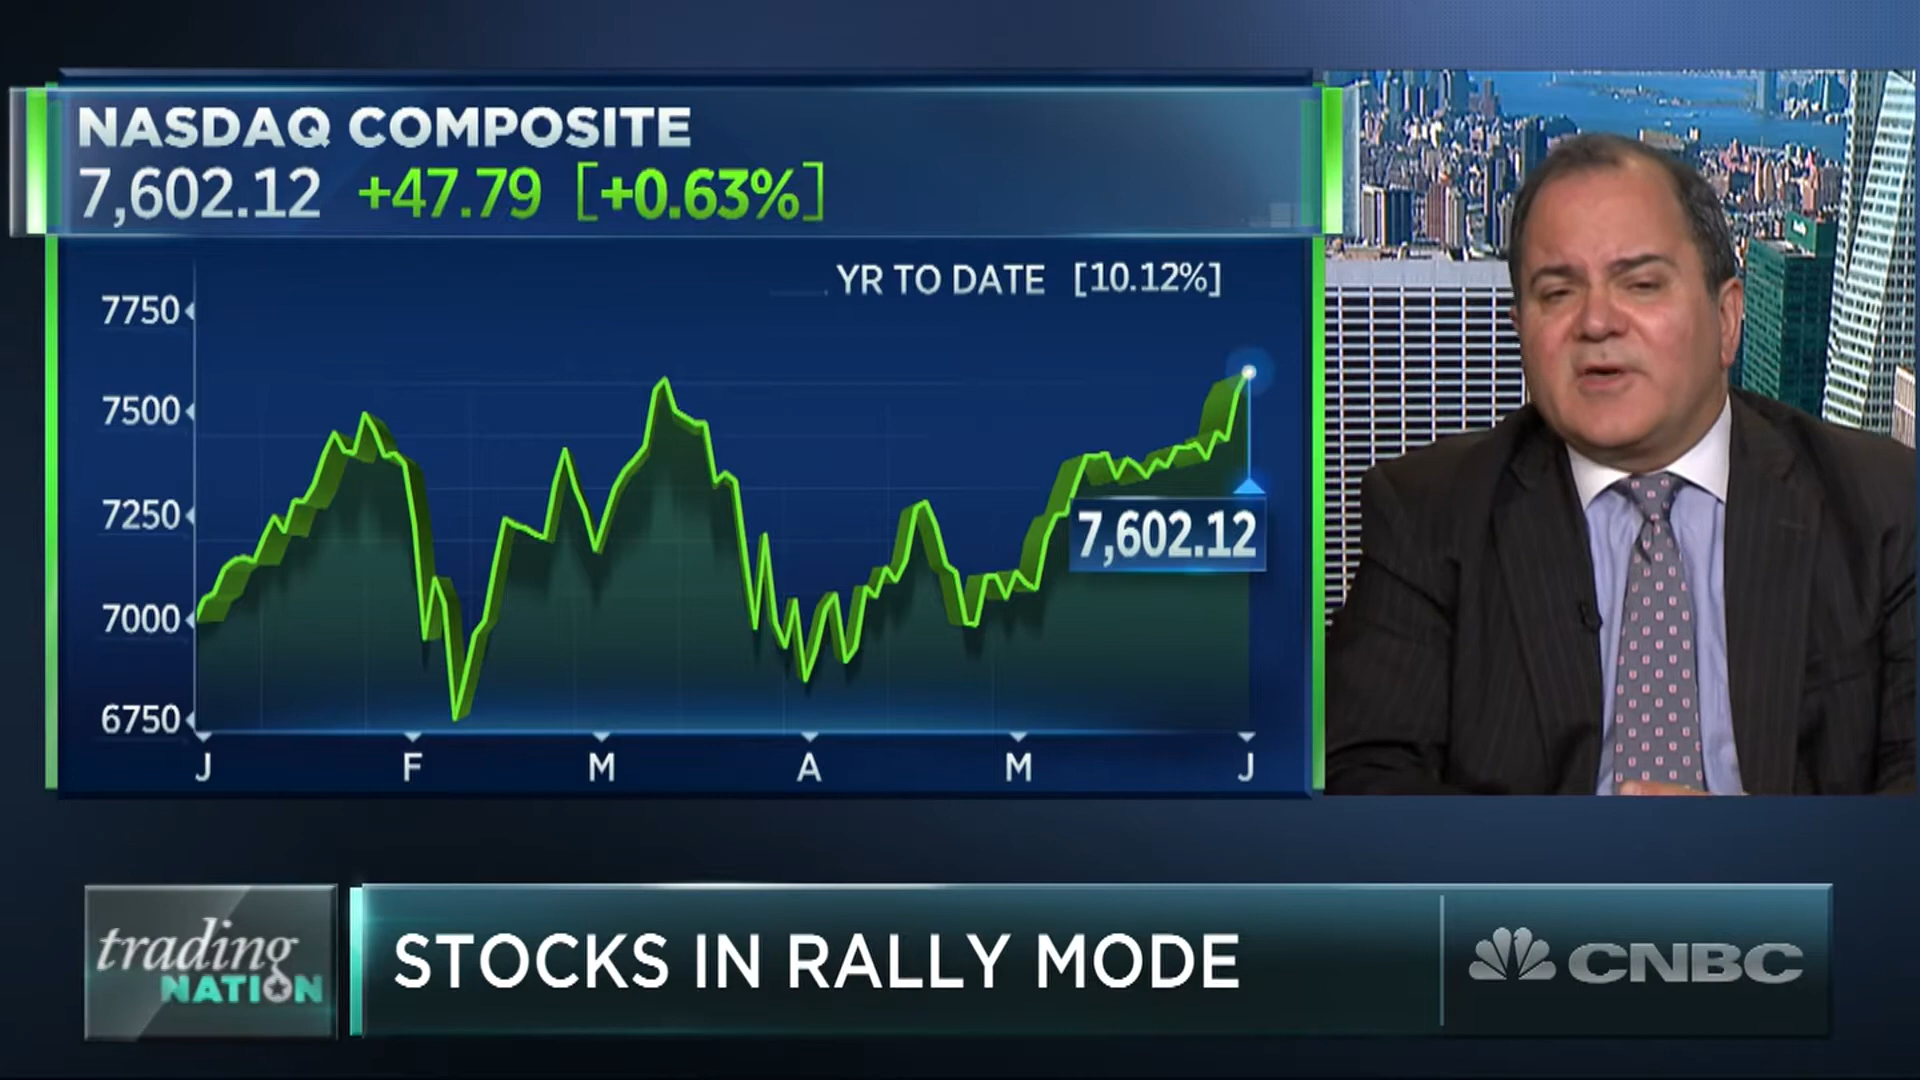 NASDAQ COMPOSITE
7,602.12 +47.79 [+0.63%]
YR TO DATE [10.12%]
7750
7500
7250
7000
6750
7,602.12
J F M A M J
trading
NATION
STOCKS IN RALLY MODE
CNBC